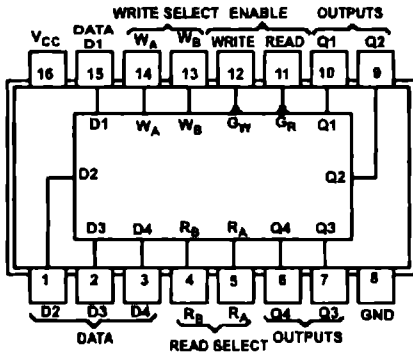 WRITE SELECT ENABLE OUTPUTS
DATA
VCC D1 WA WB WRITE READ Q1 Q2
16 15 14 13 12 11 10 9
D1 WA WB GW GR Q1
D2 Q2
D3 D4 RB RA Q4 Q3
1 2 3 4 5 6 7 8
D2 D3 D4 RB RA Q4 Q3 GND
DATA READ SELECT OUTPUTS